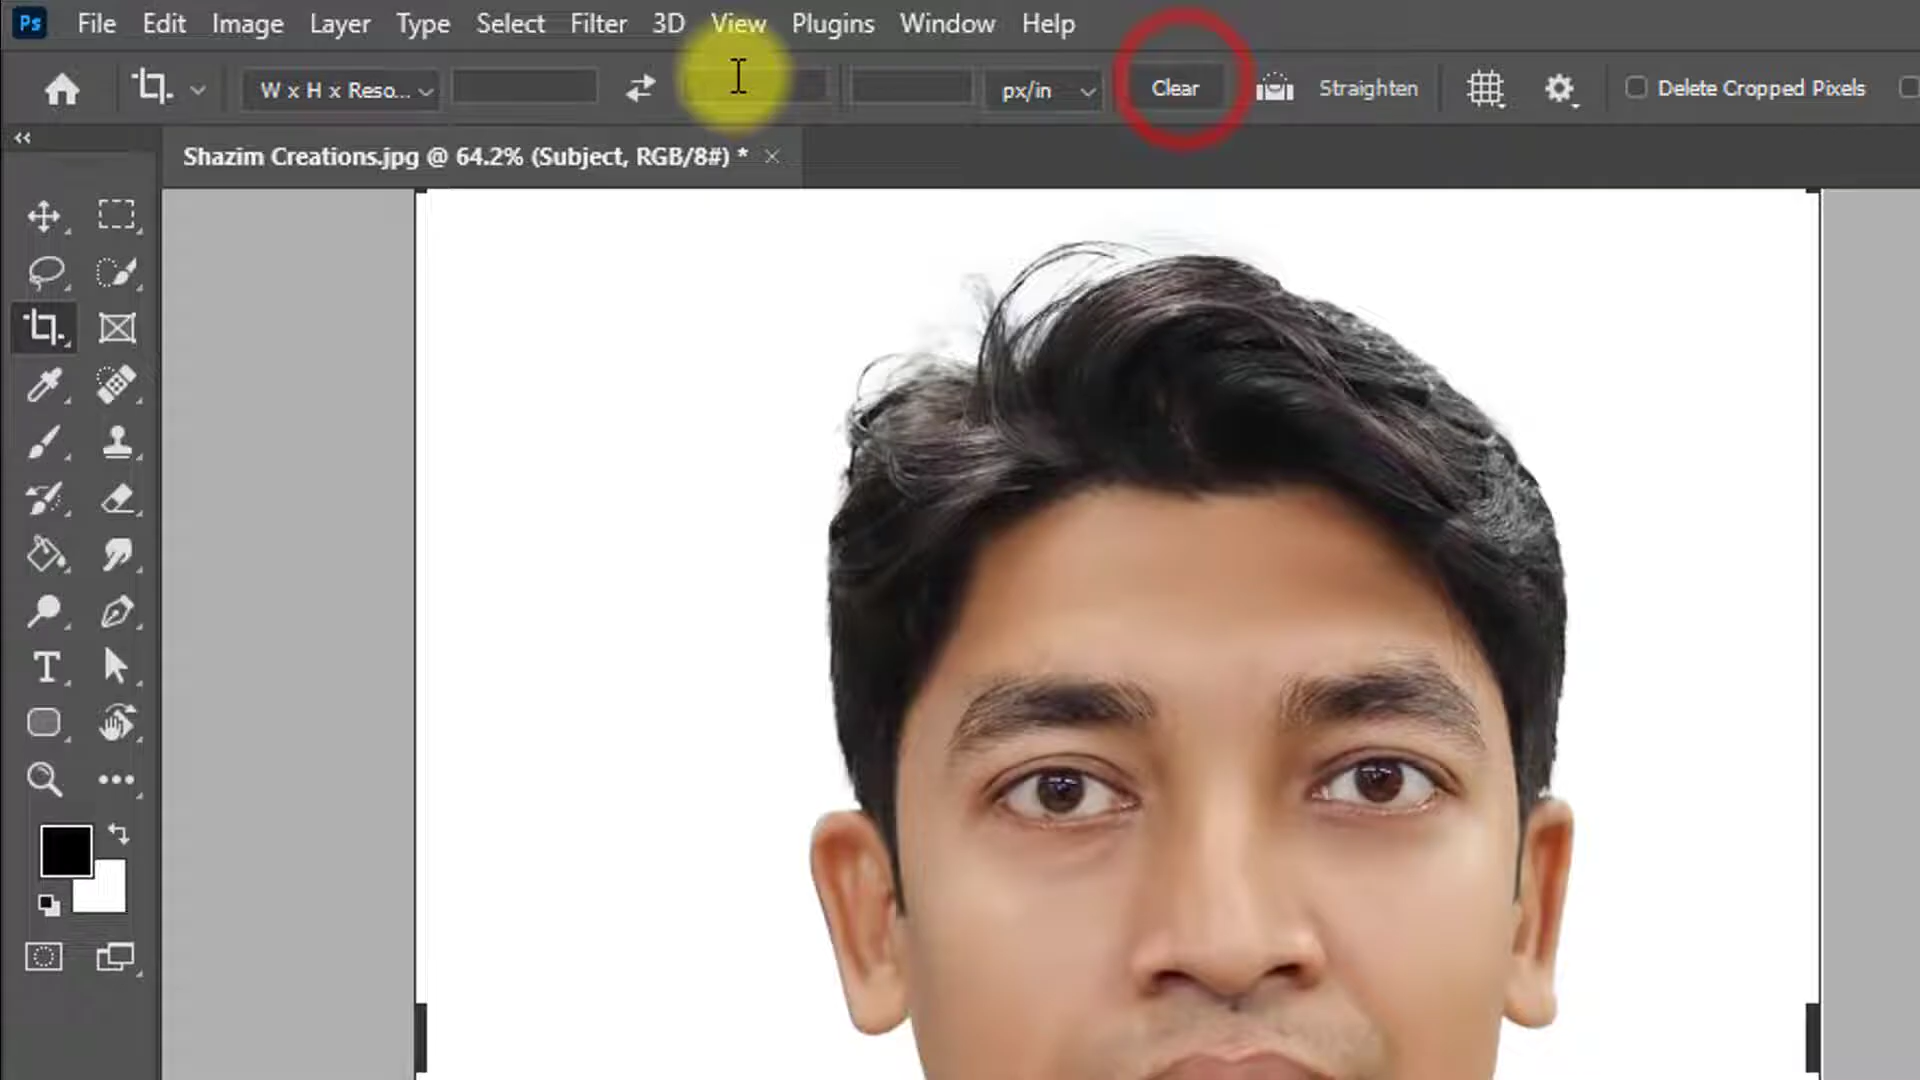 Ps File Edit Image Layer Type Select Filter 3D View Plugins Window Help
W x H x Reso... px/in Clear Straighten Delete Cropped Pixels
Shazim Creations.jpg @ 64.2% (Subject, RGB/8#) *
T